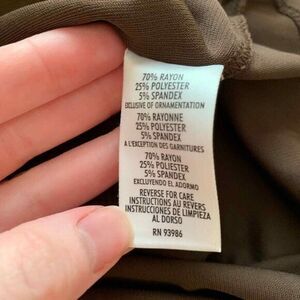 70% RAYON
25% POLYESTER
5% SPANDEX
EXCLUSIVE OF ORNAMENTATION
70% RAYONNE
25% POLYESTER
5% SPANDEX
A L'EXCEPTION DES GARNITURES
70% RAYON
25% POLIESTER
5% SPANDEX
EXCLUYENDO EL ADORMO
REVERSE FOR CARE
INSTRUCTIONS AU REVERS
INSTRUCCIONES DE LIMPIEZA
AL DORSO
RN 93986